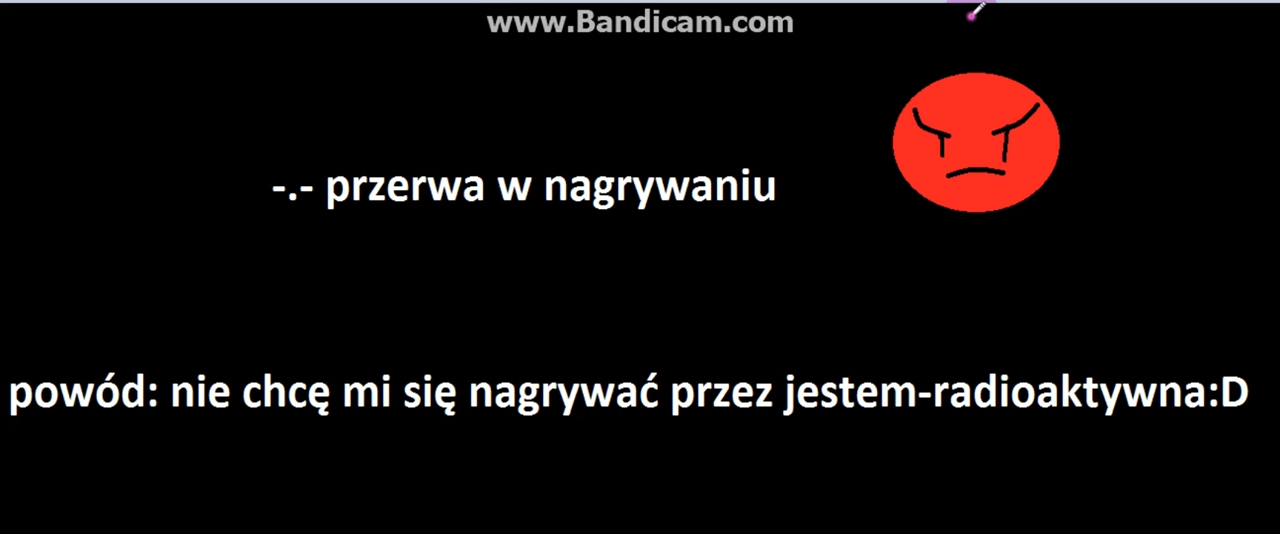 www.Bandicam.com
-.- przerwa w nagrywaniu
powód: nie chcę mi się nagrywać przez jestem-radioaktywna:D